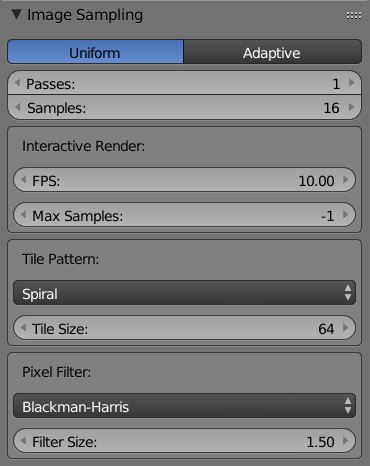 Image Sampling
Uniform Adaptive
Passes: 1
Samples: 16
Interactive Render:
FPS: 10.00
Max Samples: -1
Tile Pattern:
Spiral
Tile Size: 64
Pixel Filter:
Blackman-Harris
Filter Size: 1.50